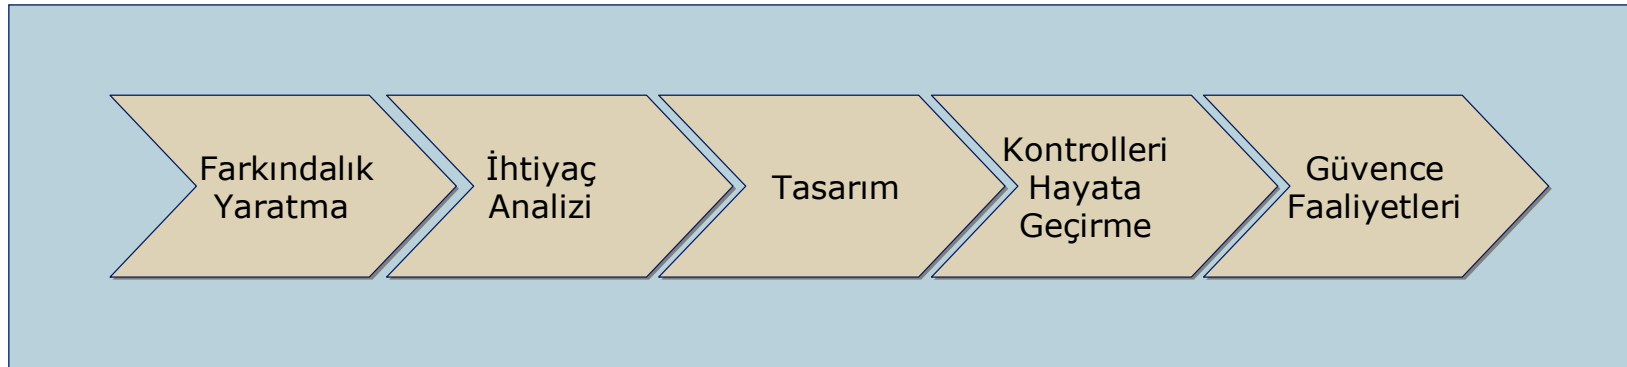 Farkındalık
Yaratma
İhtiyaç
Analizi
Tasarım
Kontrolleri
Hayata
Geçirme
Güvence
Faaliyetleri